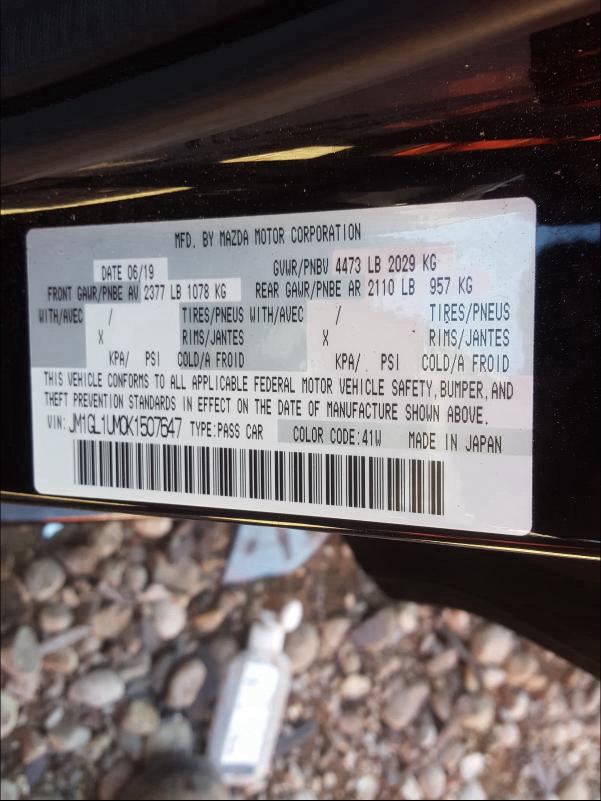 MFD. BY MAZDA MOTOR CORPORATION
DATE 06/19 GVWR/PNBV 4473 LB 2029 KG
FRONT GAWR/PNBE AV 2377 LB 1078 KG REAR GAWR/PNBE AR 2110 LB 957 KG
WITH/AVEC / TIRES/PNEUS WITH/AVEC / TIRES/PNEUS
X RIMS/JANTES X RIMS/JANTES
KPA/ PSI COLD/A FROID KPA/ PSI COLD/A FROID
THIS VEHICLE CONFORMS TO ALL APPLICABLE FEDERAL MOTOR VEHICLE SAFETY, BUMPER, AND
THEFT PREVENTION STANDARDS IN EFFECT ON THE DATE OF MANUFACTURE SHOWN ABOVE.
VIN: JM1GL1UM0K1507647 TYPE:PASS CAR COLOR CODE:41W MADE IN JAPAN